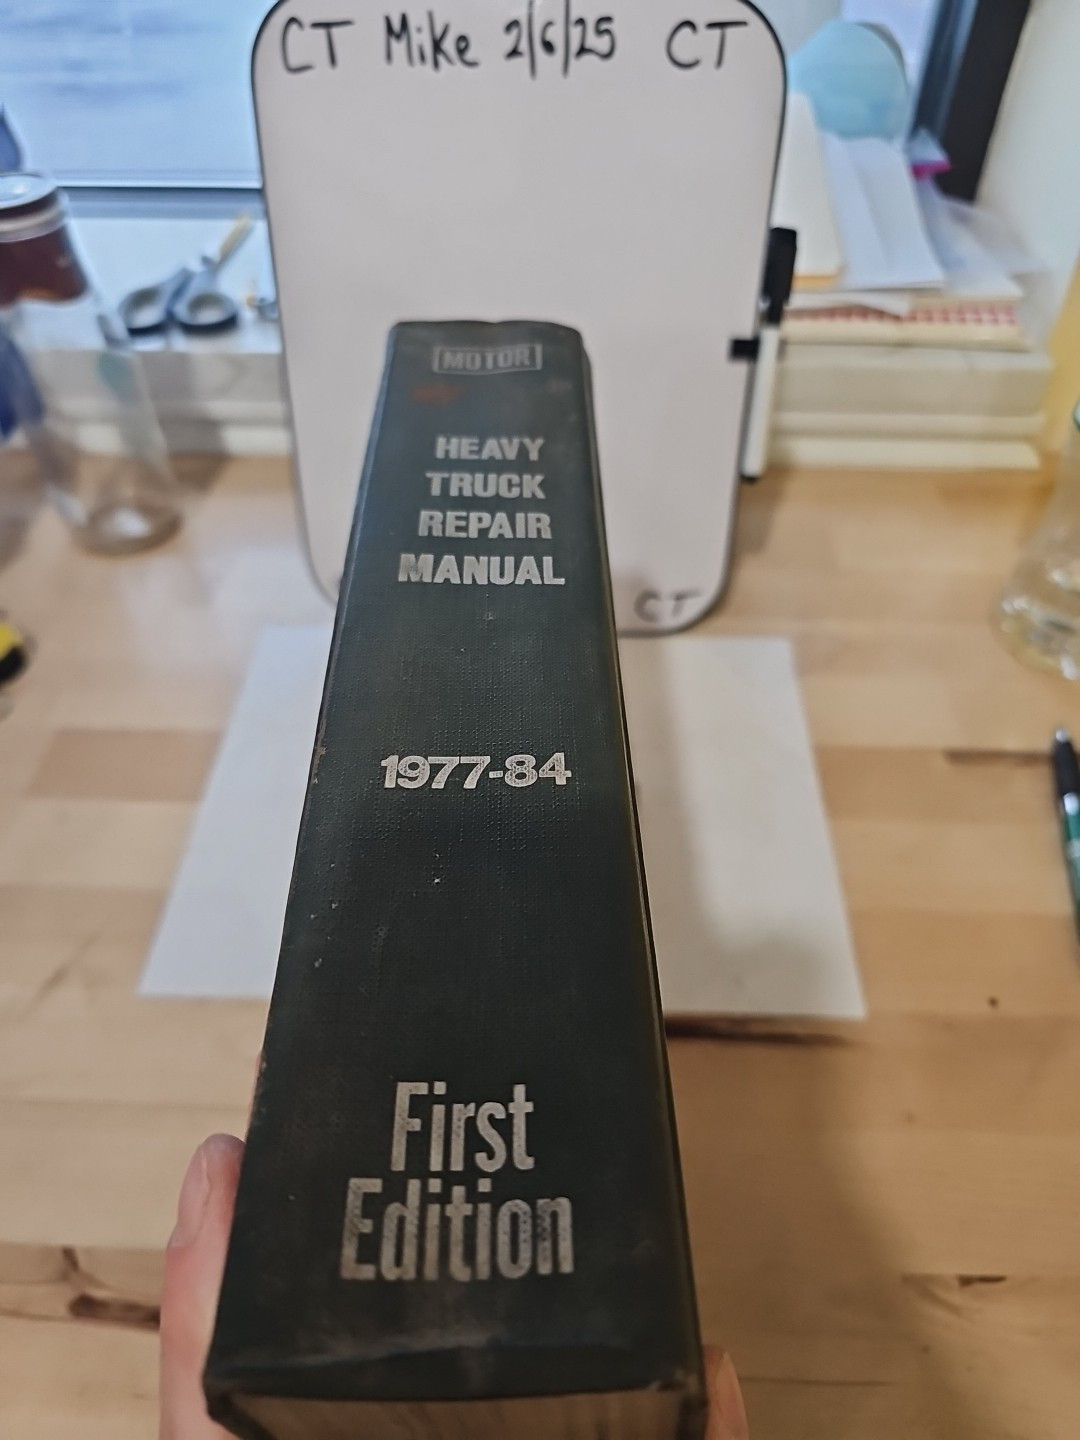 CT Mike 2/6/25 CT
MOTOR
HEAVY
TRUCK
REPAIR
MANUAL
CT
1977-84
First
Edition